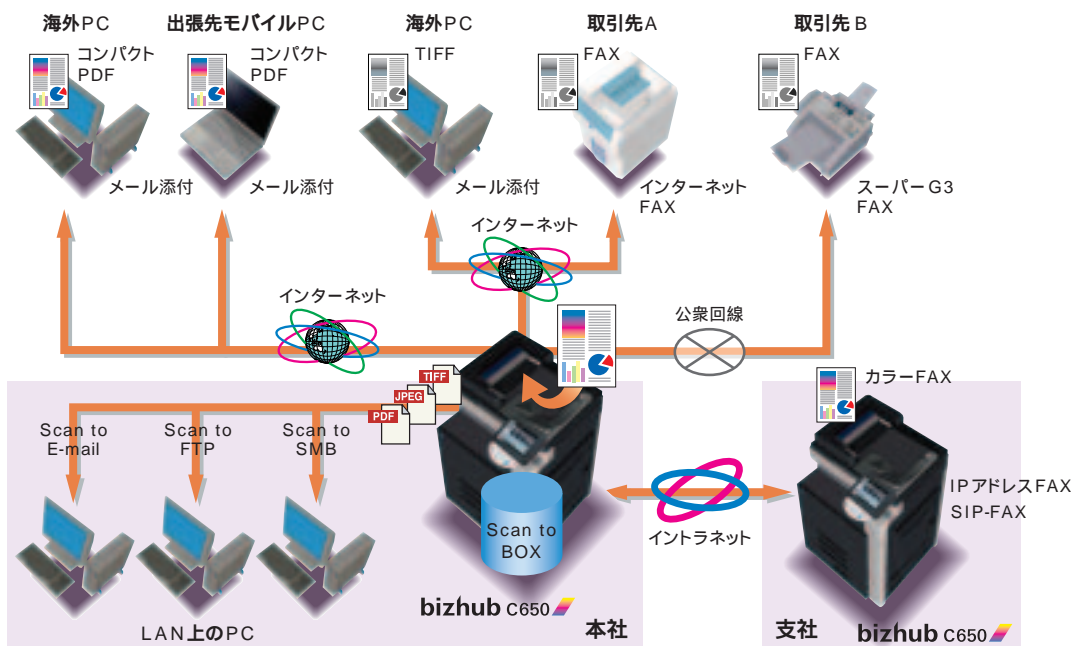 海外PC
出張先モバイルPC
海外PC
取引先A
取引先B
コンパクト
PDF
コンパクト
PDF
TIFF
FAX
FAX
メール添付
メール添付
メール添付
インターネット
FAX
スーパーG3
FAX
インターネット
インターネット
公衆回線
TIFF
JPEG
PDF
カラーFAX
Scan to
E-mail
Scan to
FTP
Scan to
SMB
Scan to
BOX
イントラネット
IPアドレスFAX
SIP-FAX
LAN上のPC
bizhub C650
本社
支社
bizhub C650